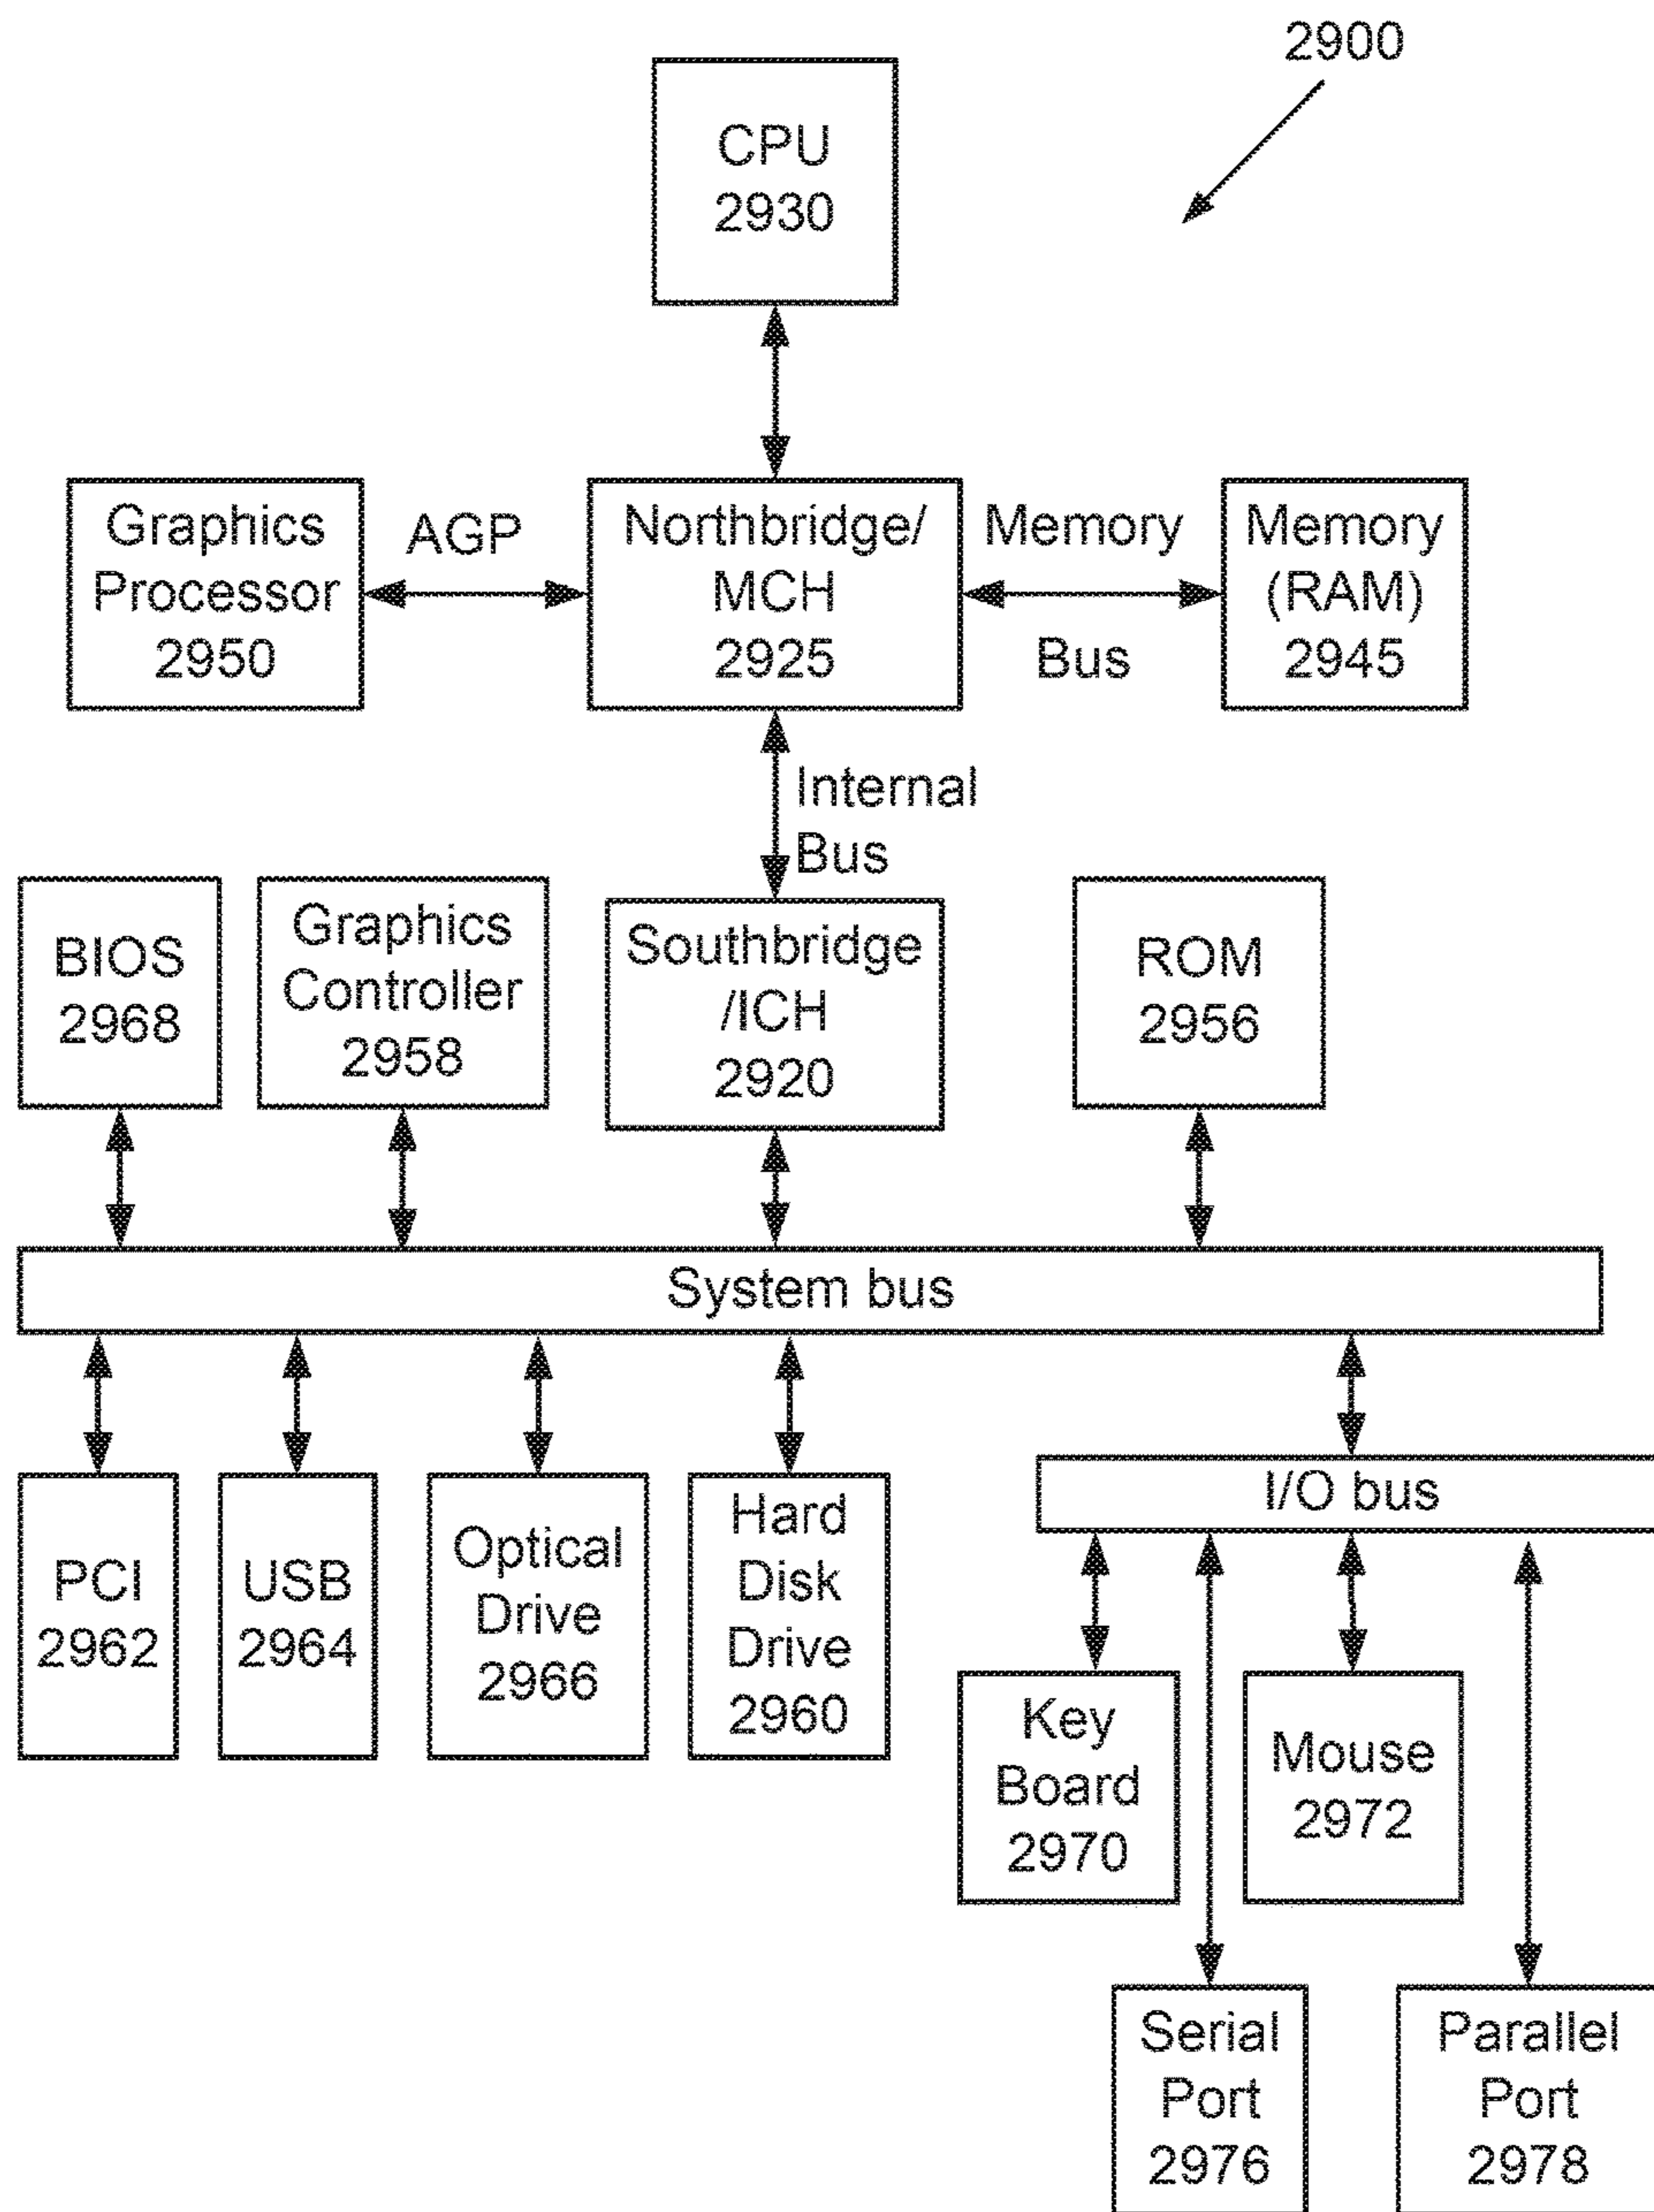 2900
CPU
2930
Graphics
Processor
2950
AGP
Northbridge/
MCH
2925
Memory
Bus
Memory
(RAM)
2945
Internal
Bus
BIOS
2968
Graphics
Controller
2958
Southbridge
/ICH
2920
ROM
2956
System bus
PCI
2962
USB
2964
Optical
Drive
2966
Hard
Disk
Drive
2960
I/O bus
Key
Board
2970
Mouse
2972
Serial
Port
2976
Parallel
Port
2978